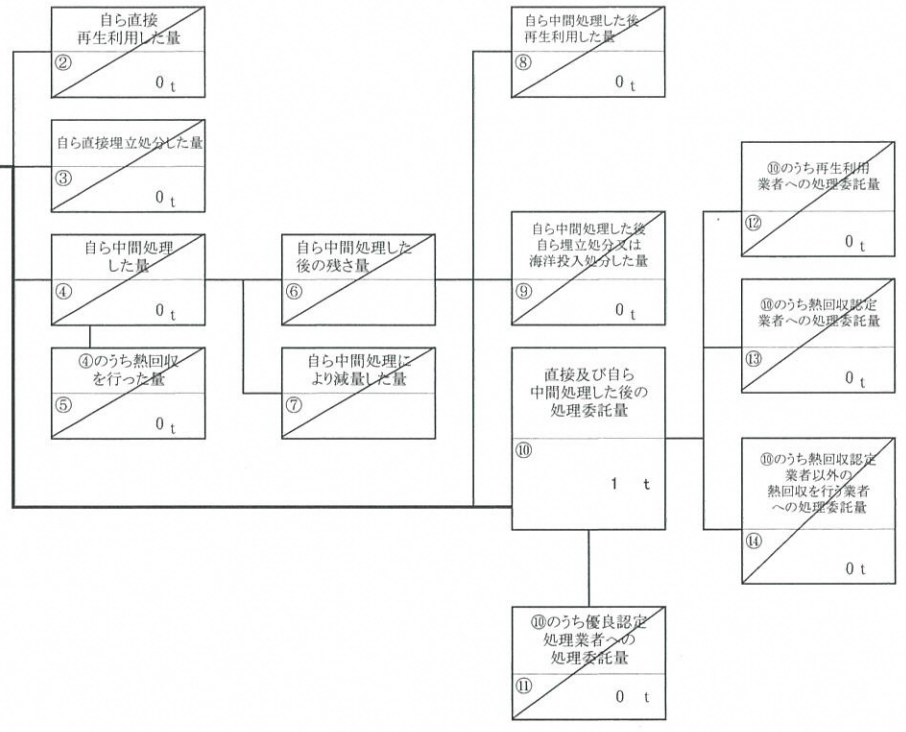 自ら直接
再生利用した量
②
0 t
自ら直接埋立処分した量
③
0 t
自ら中間処理
した量
④
0 t
④のうち熱回収
を行った量
⑤
0 t
自ら中間処理した
後の残さ量
⑥
自ら中間処理に
より減量した量
⑦
自ら中間処理した後
再生利用した量
⑧
0 t
自ら中間処理した後
自ら埋立処分又は
海洋投入処分した量
⑨
0 t
直接及び自ら
中間処理した後の
処理委託量
⑩
1 t
⑩のうち優良認定
処理業者への
処理委託量
⑪
0 t
⑩のうち再生利用
業者への処理委託量
⑫
0 t
⑩のうち熱回収認定
業者への処理委託量
⑬
0 t
⑩のうち熱回収認定
業者以外の
熱回収を行う業者
への処理委託量
⑭
0 t